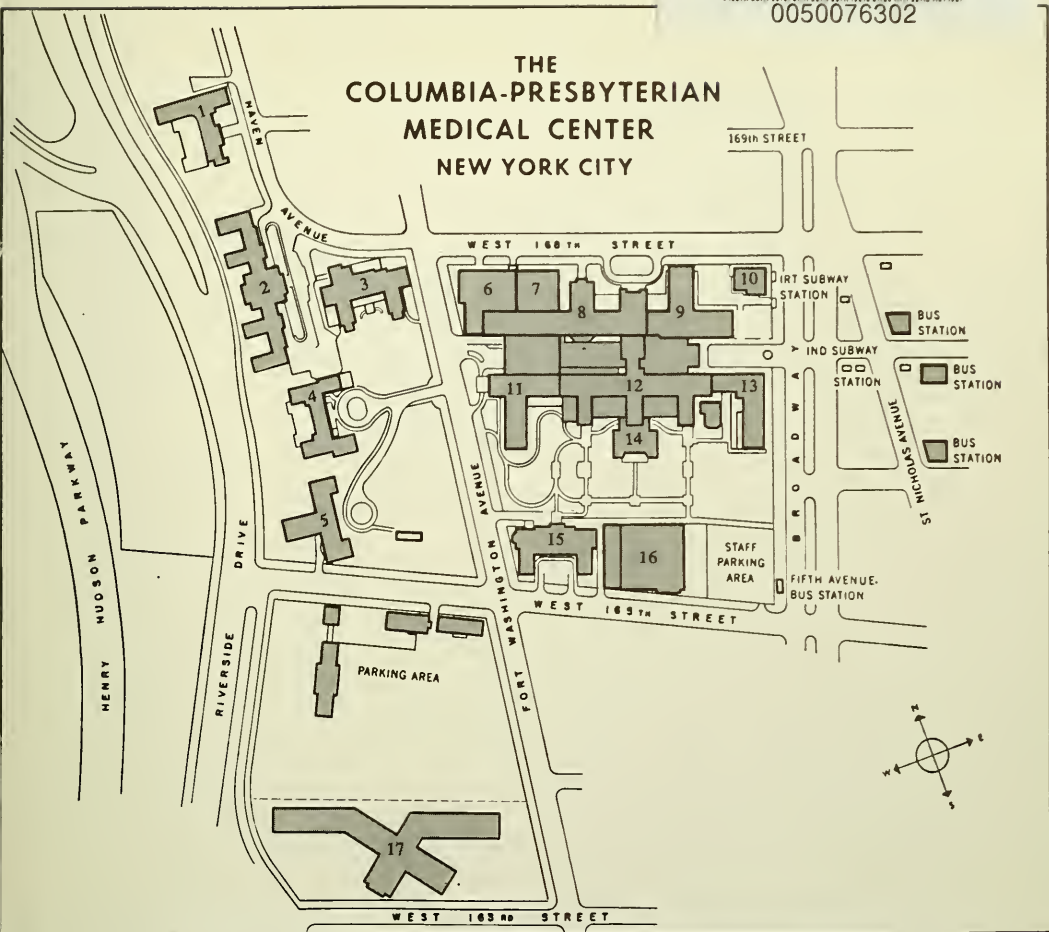 0050076302
THE
COLUMBIA-PRESBYTERIAN
MEDICAL CENTER
NEW YORK CITY
169th STREET
HAVEN
AVENUE
WEST 168TH STREET
1
2
3
4
5
6
7
8
9
10
11
12
13
14
15
16
17
IRT SUBWAY
STATION
BUS
STATION
IND SUBWAY
STATION
BUS
STATION
BUS
STATION
ST NICHOLAS AVENUE
BROADWAY
STAFF
PARKING
AREA
FIFTH AVENUE.
BUS STATION
WEST 165TH STREET
FORT WASHINGTON AVENUE
HENRY HUDSON PARKWAY
RIVERSIDE DRIVE
PARKING AREA
N
E
W
S
WEST 163RD STREET